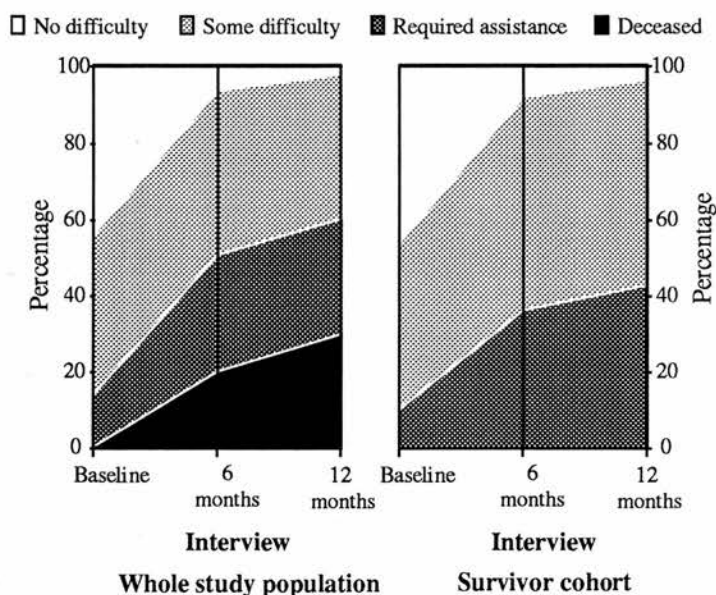 No difficulty Some difficulty Required assistance Deceased
100
80
60
40
20
0
Percentage
Baseline
6
months
12
months
Interview
Whole study population
100
80
60
40
20
0
Percentage
Baseline
6
months
12
months
Interview
Survivor cohort